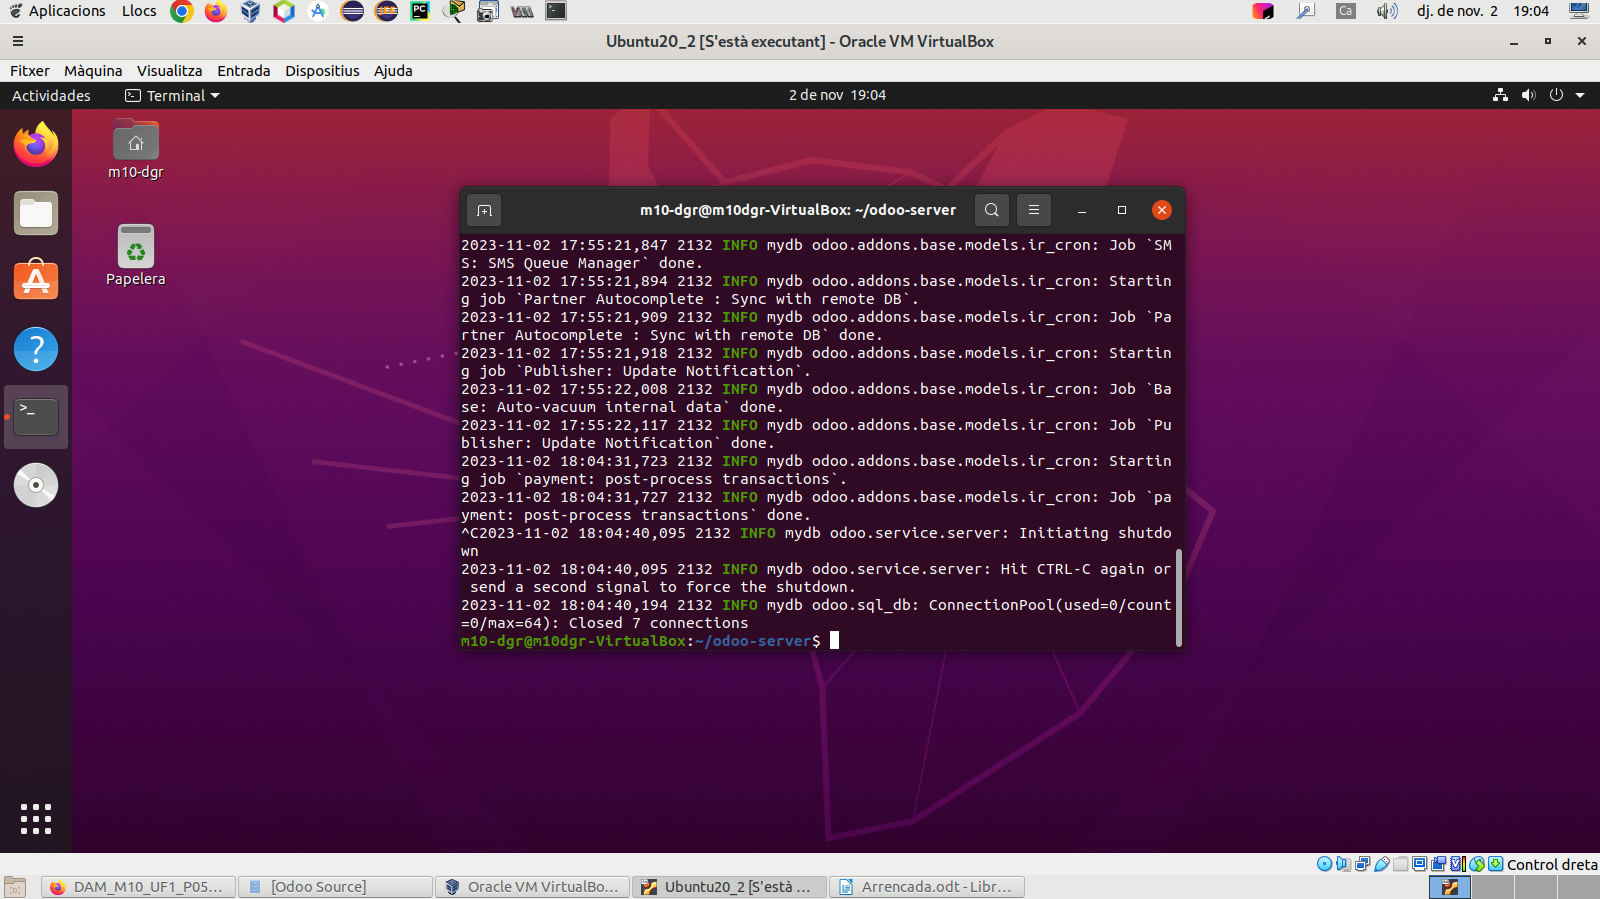 Aplicacions Llocs Ca dj. de nov. 2 19:04
Ubuntu20_2 [S'està executant] - Oracle VM VirtualBox
Fitxer Màquina Visualitza Entrada Dispositius Ajuda
Actividades Terminal 2 de nov 19:04
m10-dgr
Papelera
m10-dgr@m10dgr-VirtualBox: ~/odoo-server
2023-11-02 17:55:21,847 2132 INFO mydb odoo.addons.base.models.ir_cron: Job `SM
S: SMS Queue Manager` done.
2023-11-02 17:55:21,894 2132 INFO mydb odoo.addons.base.models.ir_cron: Startin
g job `Partner Autocomplete : Sync with remote DB`.
2023-11-02 17:55:21,909 2132 INFO mydb odoo.addons.base.models.ir_cron: Job `Pa
rtner Autocomplete : Sync with remote DB` done.
2023-11-02 17:55:21,918 2132 INFO mydb odoo.addons.base.models.ir_cron: Startin
g job `Publisher: Update Notification`.
2023-11-02 17:55:22,008 2132 INFO mydb odoo.addons.base.models.ir_cron: Job `Ba
se: Auto-vacuum internal data` done.
2023-11-02 17:55:22,117 2132 INFO mydb odoo.addons.base.models.ir_cron: Job `Pu
blisher: Update Notification` done.
2023-11-02 18:04:31,723 2132 INFO mydb odoo.addons.base.models.ir_cron: Startin
g job `payment: post-process transactions`.
2023-11-02 18:04:31,727 2132 INFO mydb odoo.addons.base.models.ir_cron: Job `pa
yment: post-process transactions` done.
^C2023-11-02 18:04:40,095 2132 INFO mydb odoo.service.server: Initiating shutdo
wn
2023-11-02 18:04:40,095 2132 INFO mydb odoo.service.server: Hit CTRL-C again or
 send a second signal to force the shutdown.
2023-11-02 18:04:40,194 2132 INFO mydb odoo.sql_db: ConnectionPool(used=0/count
=0/max=64): Closed 7 connections
m10-dgr@m10dgr-VirtualBox:~/odoo-server$
Control dreta
DAM_M10_UF1_P05... [Odoo Source] Oracle VM VirtualBo... Ubuntu20_2 [S'està ... Arrencada.odt - Libr...